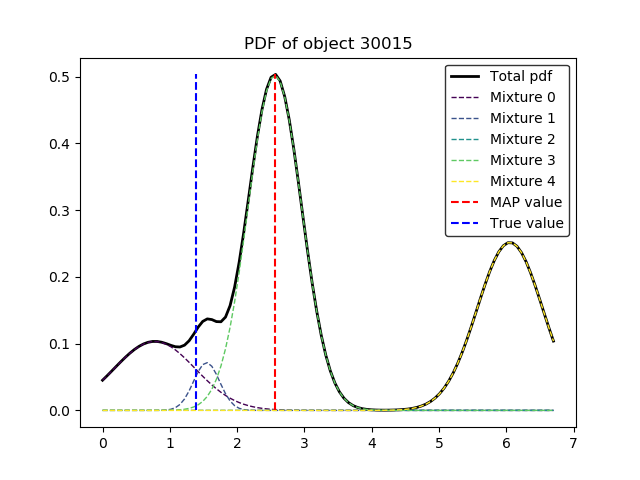 PDF of object 30015
Total pdf
Mixture 0
Mixture 1
Mixture 2
Mixture 3
Mixture 4
MAP value
True value
0.5
0.4
0.3
0.2
0.1
0.0
0 1 2 3 4 5 6 7